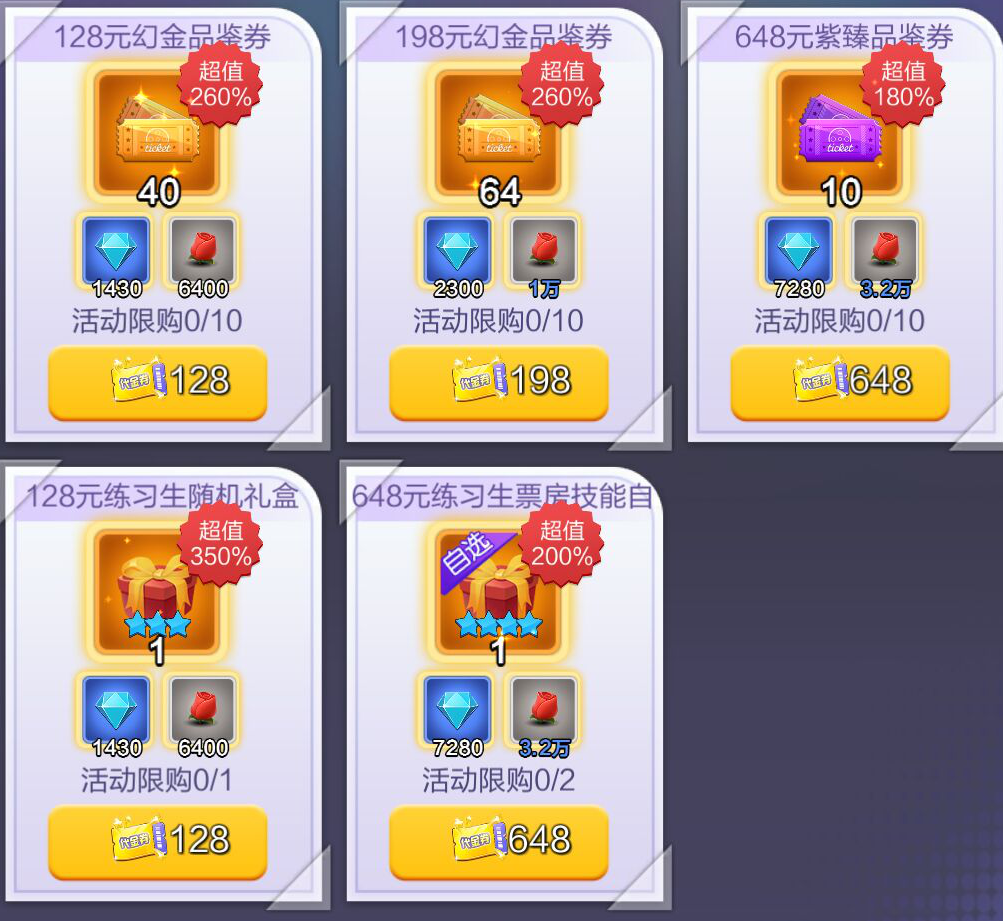 128元幻金品鉴券
超值
260%
ticket
40
1430
6400
活动限购0/10
代金券
128
198元幻金品鉴券
超值
260%
ticket
64
2300
1万
活动限购0/10
代金券
198
648元紫臻品鉴券
超值
180%
ticket
10
7280
3.2万
活动限购0/10
代金券
648
128元练习生随机礼盒
超值
350%
1
1430
6400
活动限购0/1
代金券
128
648元练习生票房技能自
超值
200%
自选
1
7280
3.2万
活动限购0/2
代金券
648